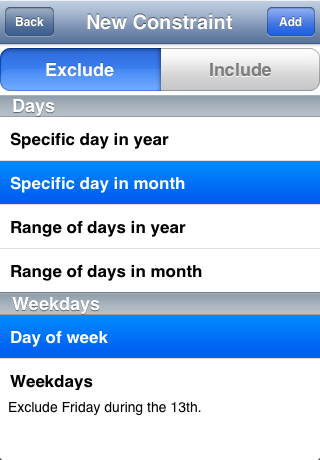 Back New Constraint Add
Exclude Include
Days
Specific day in year
Specific day in month
Range of days in year
Range of days in month
Weekdays
Day of week
Weekdays
Exclude Friday during the 13th.